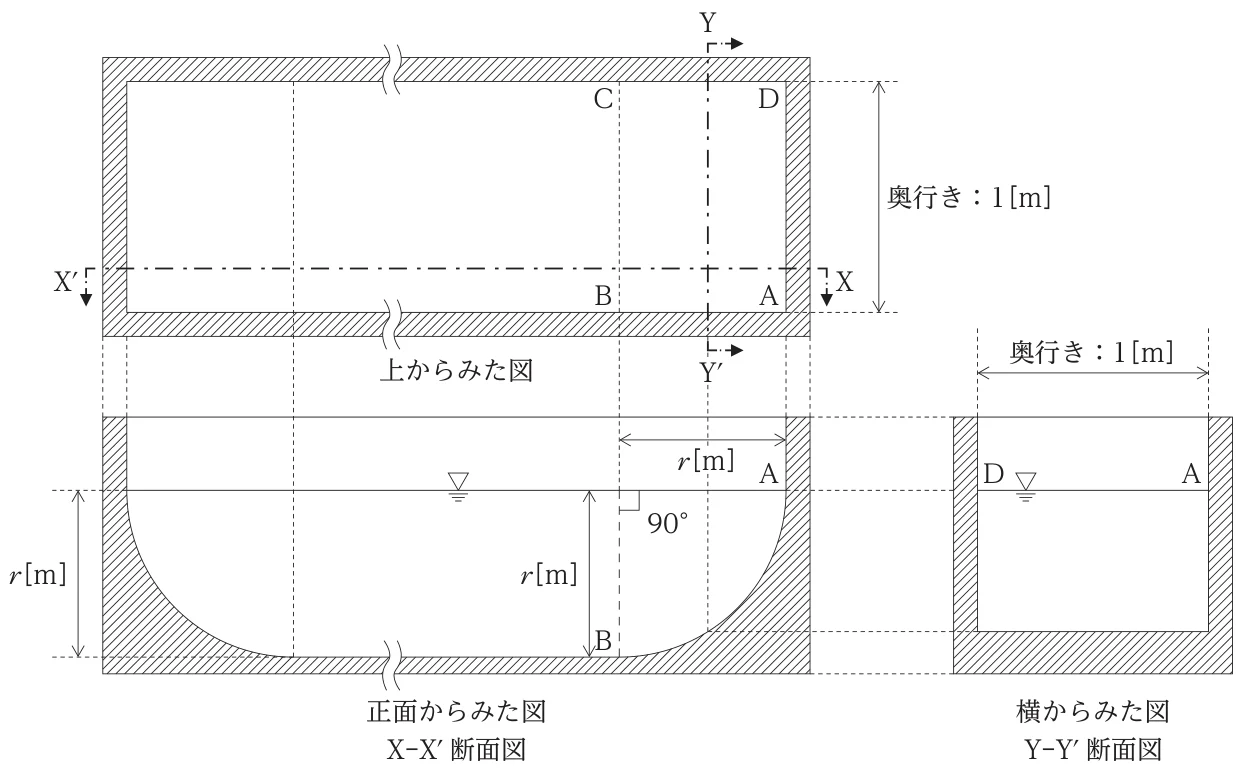 Y
C
D
奥行き：1[m]
X′
B
A
X
上からみた図
Y′
奥行き：1[m]
r[m]
A
D
A
90°
r[m]
r[m]
B
正面からみた図
X−X′ 断面図
横からみた図
Y−Y′ 断面図